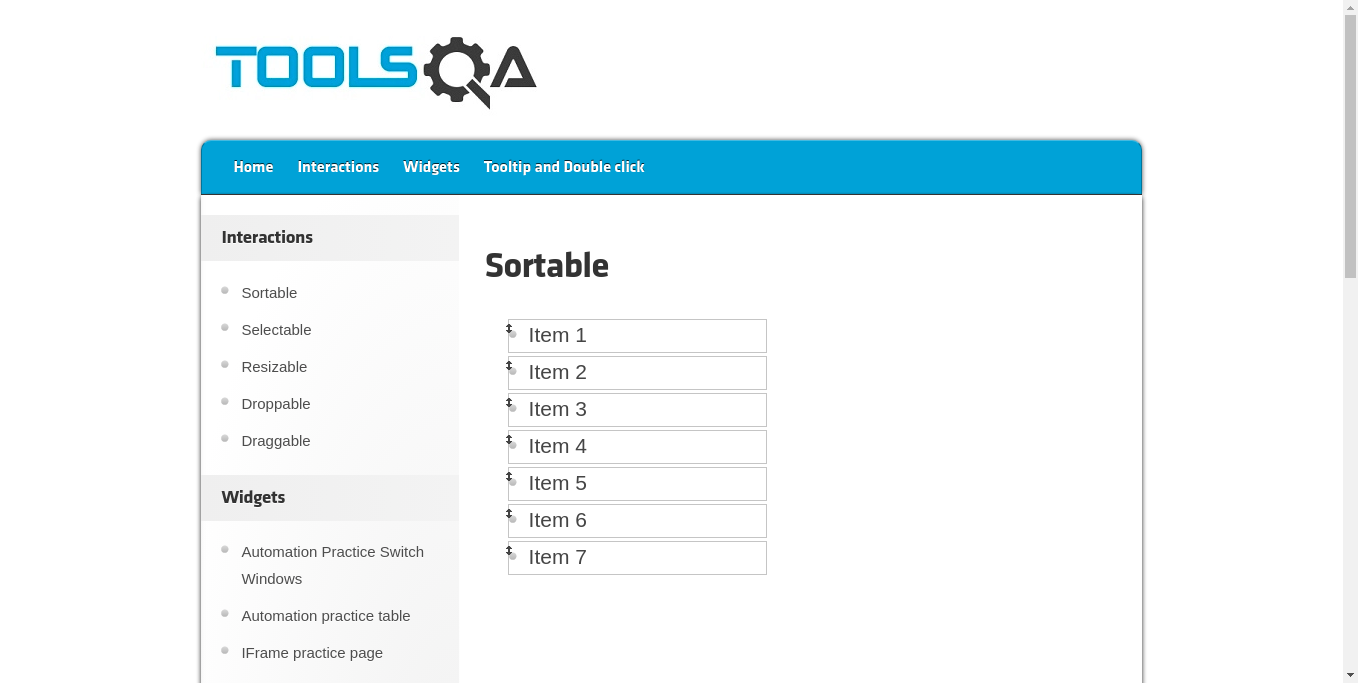 TOOLSQA
Home Interactions Widgets Tooltip and Double click
Interactions
Sortable
Selectable
Resizable
Droppable
Draggable
Widgets
Automation Practice Switch
Windows
Automation practice table
IFrame practice page
Sortable
Item 1
Item 2
Item 3
Item 4
Item 5
Item 6
Item 7